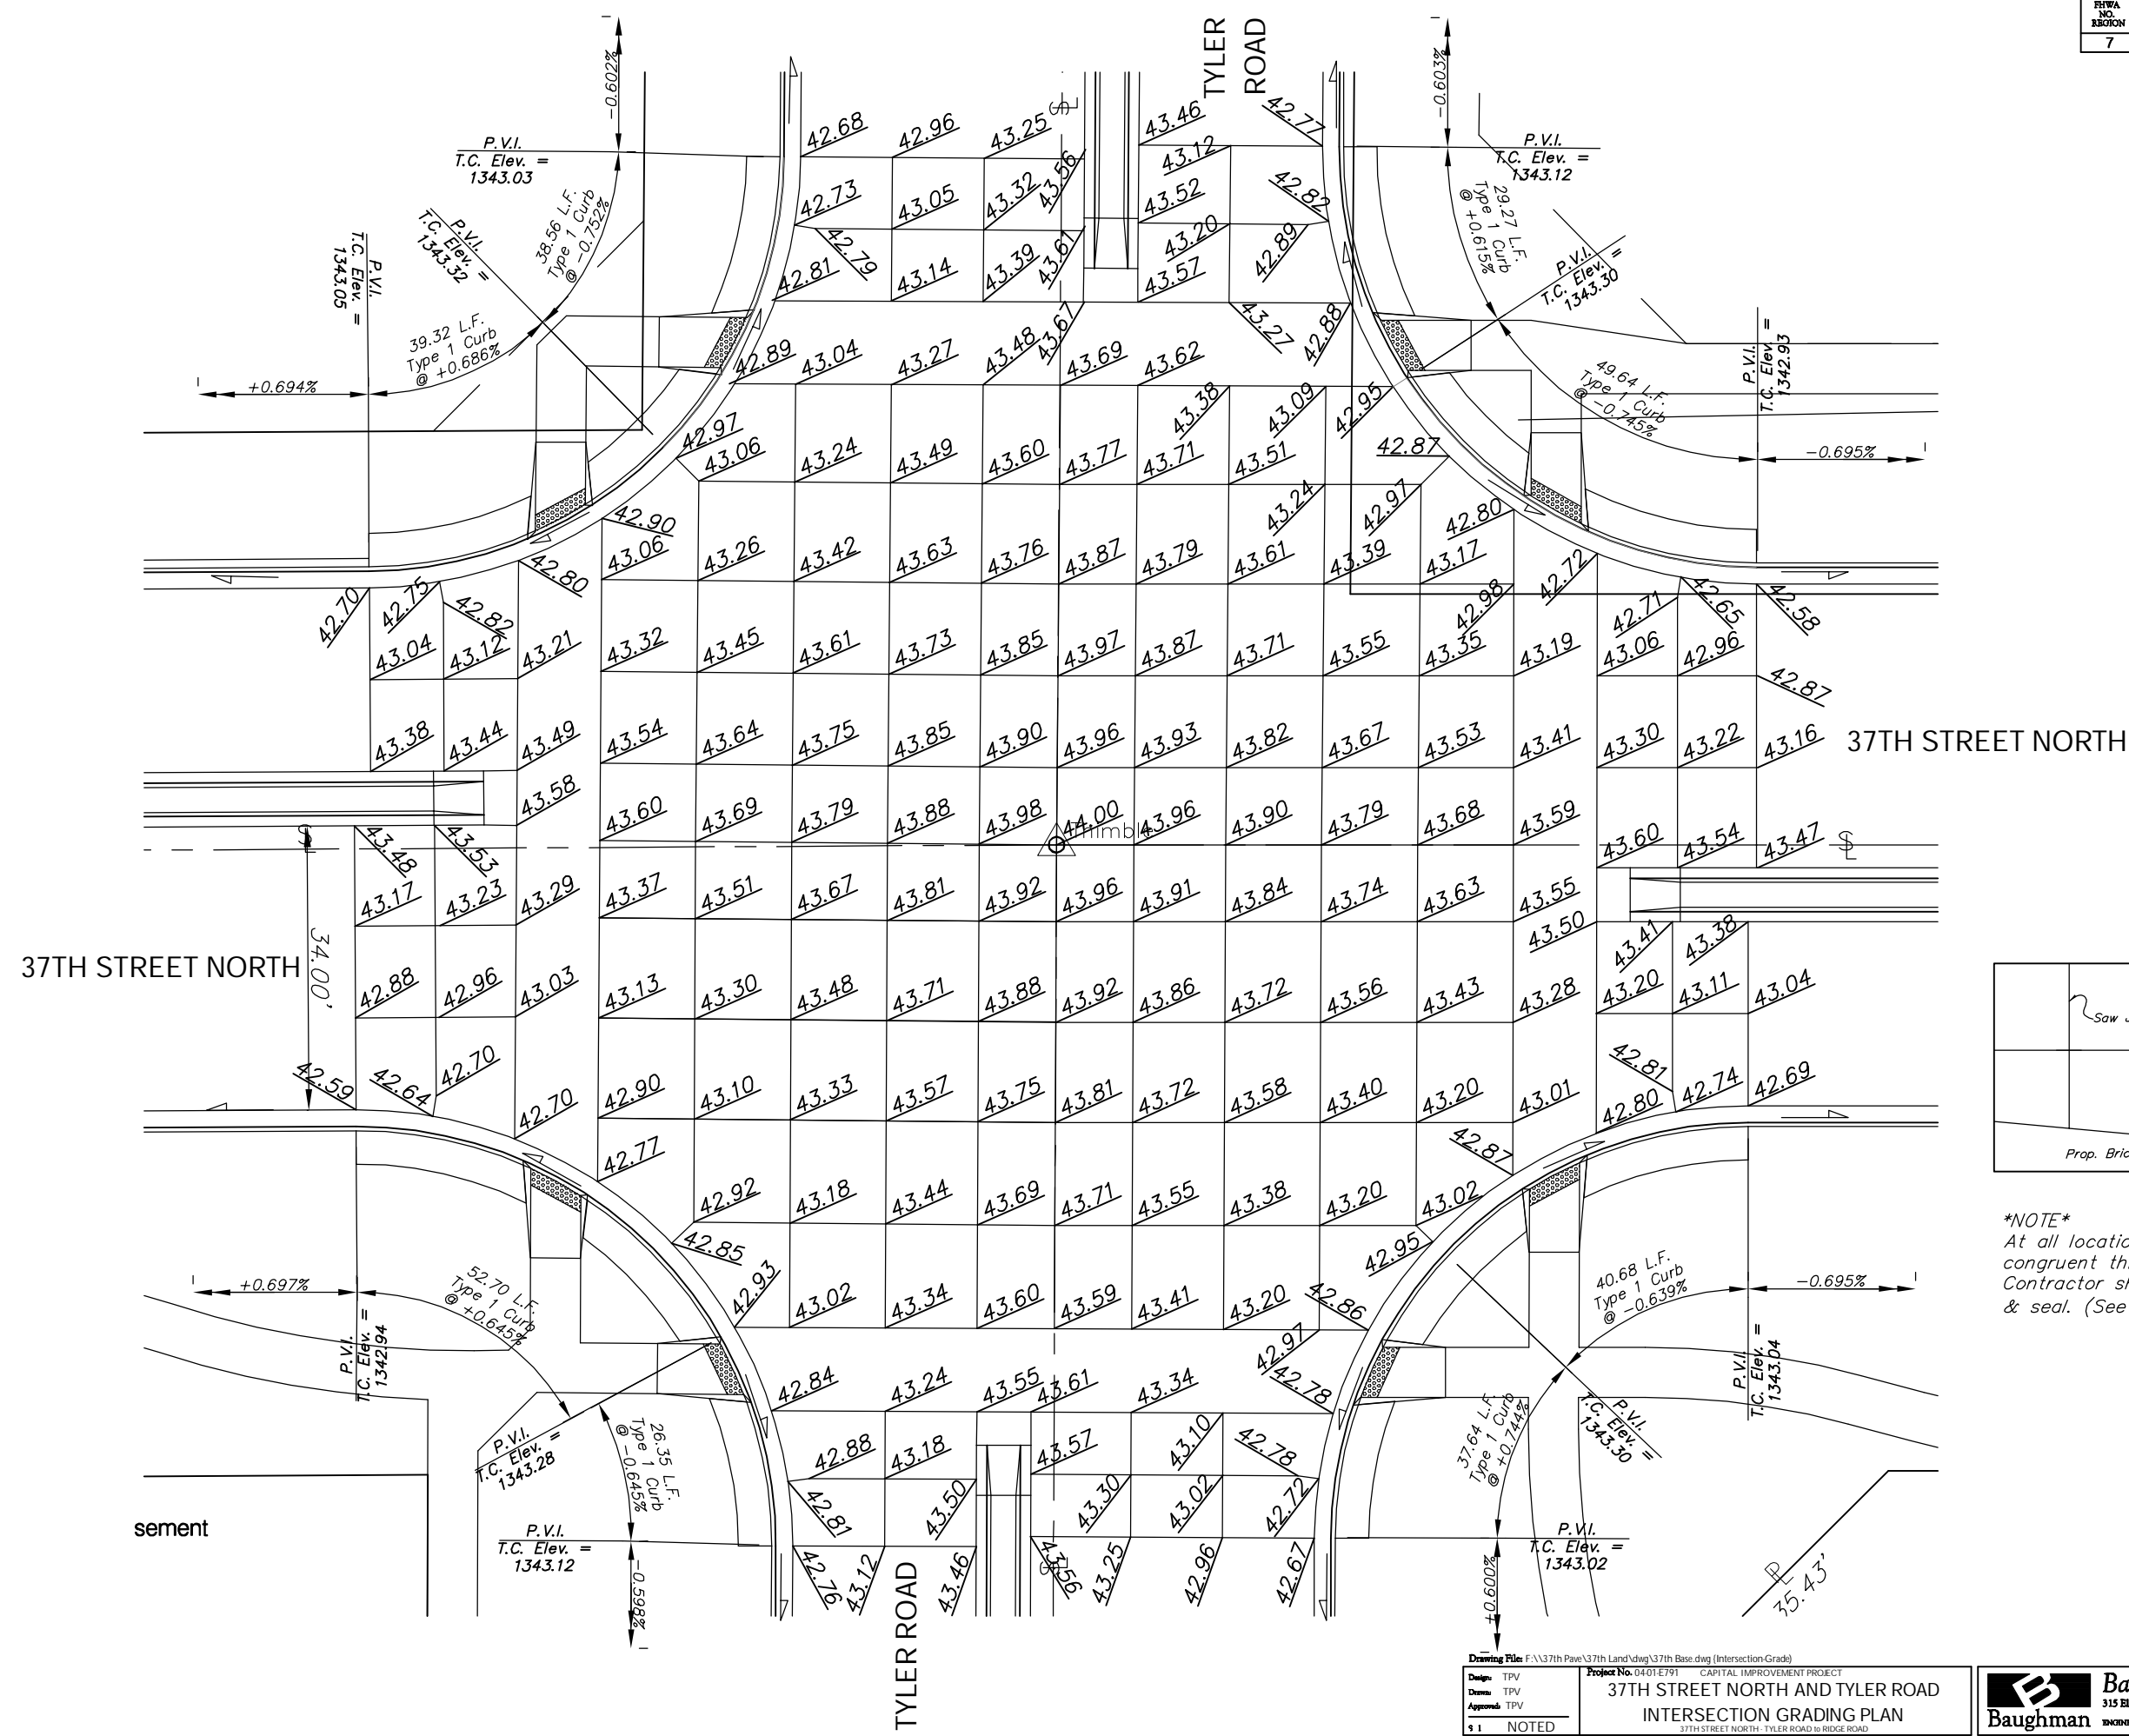 FHWA
NO.
REGION
7
TYLER
ROAD
-0.602%
-0.603%
P.V.I.
T.C. Elev. =
1343.03
P.V.I.
T.C. Elev. =
1343.12
P.V.I.
T.C. Elev. =
1343.32
P.V.I.
T.C. Elev. =
1343.05
38.56 L.F.
Type 1 Curb
@ -0.752%
39.32 L.F.
Type 1 Curb
@ +0.686%
+0.694%
29.27 L.F.
Type 1 Curb
@ +0.615%
P.V.I.
T.C. Elev. =
1343.30
49.64 L.F.
Type 1 Curb
@ -0.745%
P.V.I.
T.C. Elev. =
1342.93
-0.695%
42.68 42.96 43.25 43.46 42.77
43.12
42.73 43.05 43.32 43.56 43.52 42.82
43.20
42.79 42.89
42.81 43.14 43.39 43.61 43.57
43.67 43.27 42.88
42.89 43.04 43.27 43.48 43.69 43.62
43.38 43.09 42.95
42.97 42.87
43.06 43.24 43.49 43.60 43.77 43.71 43.51
43.24 42.97 42.80
42.90
43.06 43.26 43.42 43.63 43.76 43.87 43.79 43.61 43.39 43.17
42.80 42.72
42.70 42.75 42.82 42.98 42.71 42.65 42.58
43.04 43.12 43.21 43.32 43.45 43.61 43.73 43.85 43.97 43.87 43.71 43.55 43.35 43.19 43.06 42.96
42.87
43.38 43.44 43.49 43.54 43.64 43.75 43.85 43.90 43.96 43.93 43.82 43.67 43.53 43.41 43.30 43.22 43.16
37TH STREET NORTH
43.58 43.60 43.69 43.79 43.88 43.98 44.00 43.96 43.90 43.79 43.68 43.59
Trimble
43.60 43.54 43.47
43.48 43.53
43.17 43.23 43.29 43.37 43.51 43.67 43.81 43.92 43.96 43.91 43.84 43.74 43.63 43.55
43.50 43.41 43.38
37TH STREET NORTH
34.00'
42.88 42.96 43.03 43.13 43.30 43.48 43.71 43.88 43.92 43.86 43.72 43.56 43.43 43.28 43.20 43.11 43.04
Saw
42.59 42.64 42.70 42.81
42.70 42.90 43.10 43.33 43.57 43.75 43.81 43.72 43.58 43.40 43.20 43.01 42.80 42.74 42.69
Prop.
42.77 42.87
42.92 43.18 43.44 43.69 43.71 43.55 43.38 43.20 43.02
42.85 42.95
42.93 43.02 43.34 43.60 43.59 43.41 43.20 42.86
42.97
42.84 43.24 43.55 43.61 43.34 42.78
42.88 43.18 43.57 43.10 42.78
42.81 43.50 43.30 43.02 42.72
42.76 43.12 43.46 43.56 43.25 42.96 42.67
*NOTE*
At all
congruent
Contractor
& seal. (See
+0.697%
P.V.I.
T.C. Elev. =
1342.94
52.70 L.F.
Type 1 Curb
@ +0.645%
P.V.I.
T.C. Elev. =
1343.28
26.35 L.F.
Type 1 Curb
@ -0.645%
P.V.I.
T.C. Elev. =
1343.12
-0.598%
40.68 L.F.
Type 1 Curb
@ -0.639%
-0.695%
P.V.I.
T.C. Elev. =
1343.04
37.64 L.F.
Type 1 Curb
@ +0.744%
P.V.I.
T.C. Elev. =
1343.30
P.V.I.
T.C. Elev. =
1343.02
+0.600%
35.43'
sement
TYLER ROAD
Drawing File: F:\\37th Pave\37th Land\dwg\37th Base.dwg (Intersection-Grade)
Design: TPV
Drawn: TPV
Approved: TPV
NOTED
Project No. 04-01-E791 CAPITAL IMPROVEMENT PROJECT
37TH STREET NORTH AND TYLER ROAD
INTERSECTION GRADING PLAN
37TH STREET NORTH - TYLER ROAD to RIDGE ROAD
Baughman
315